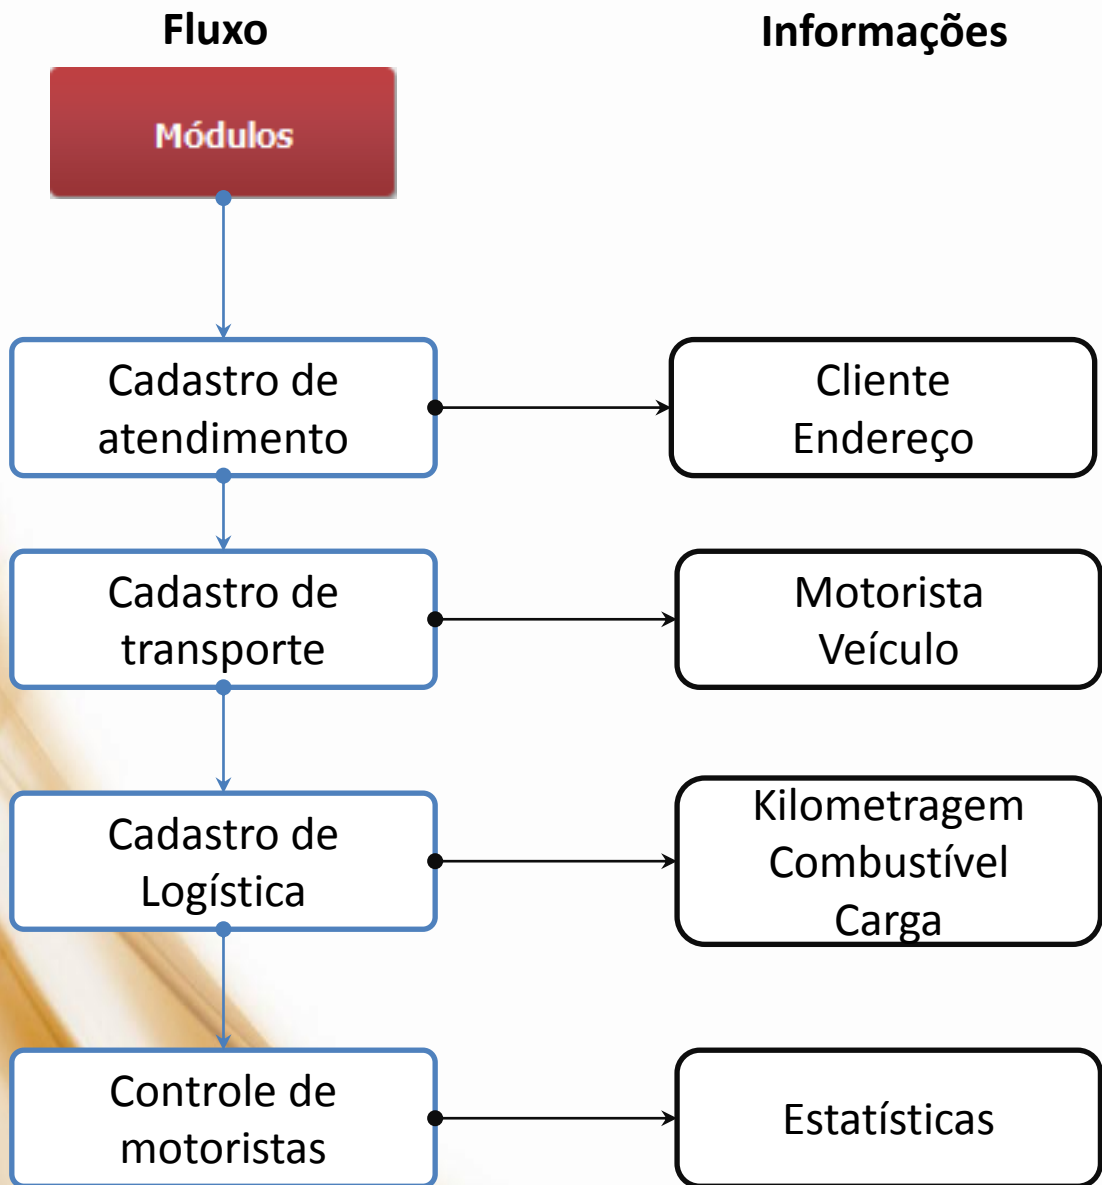 Fluxo
Informações
Módulos
Cadastro de
atendimento
Cliente
Endereço
Cadastro de
transporte
Motorista
Veículo
Cadastro de
Logística
Kilometragem
Combustível
Carga
Controle de
motoristas
Estatísticas